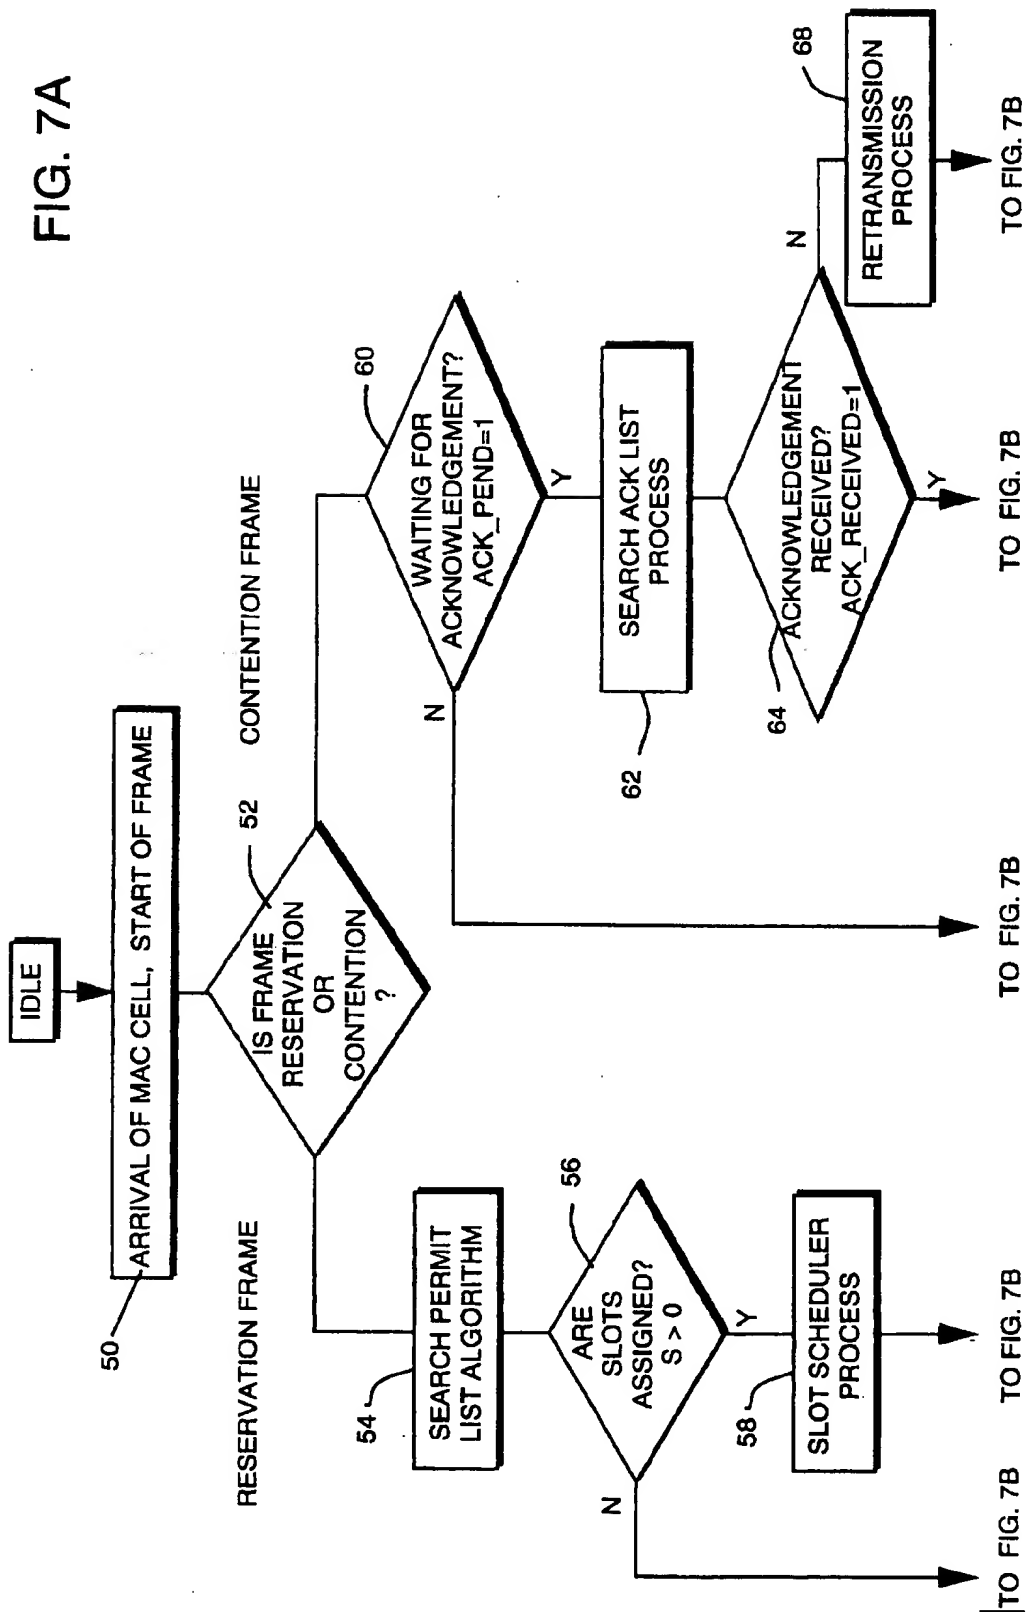 FIG. 7A
IDLE
50
ARRIVAL OF MAC CELL, START OF FRAME
52
IS FRAME
RESERVATION
OR
CONTENTION
?
RESERVATION FRAME
CONTENTION FRAME
54
SEARCH PERMIT
LIST ALGORITHM
56
ARE
SLOTS
ASSIGNED?
S > 0
N
Y
58
SLOT SCHEDULER
PROCESS
60
WAITING FOR
ACKNOWLEDGEMENT?
ACK_PEND=1
N
Y
62
SEARCH ACK LIST
PROCESS
64
ACKNOWLEDGEMENT
RECEIVED?
ACK_RECEIVED=1
N
Y
68
RETRANSMISSION
PROCESS
TO FIG. 7B
TO FIG. 7B
TO FIG. 7B
TO FIG. 7B
TO FIG. 7B